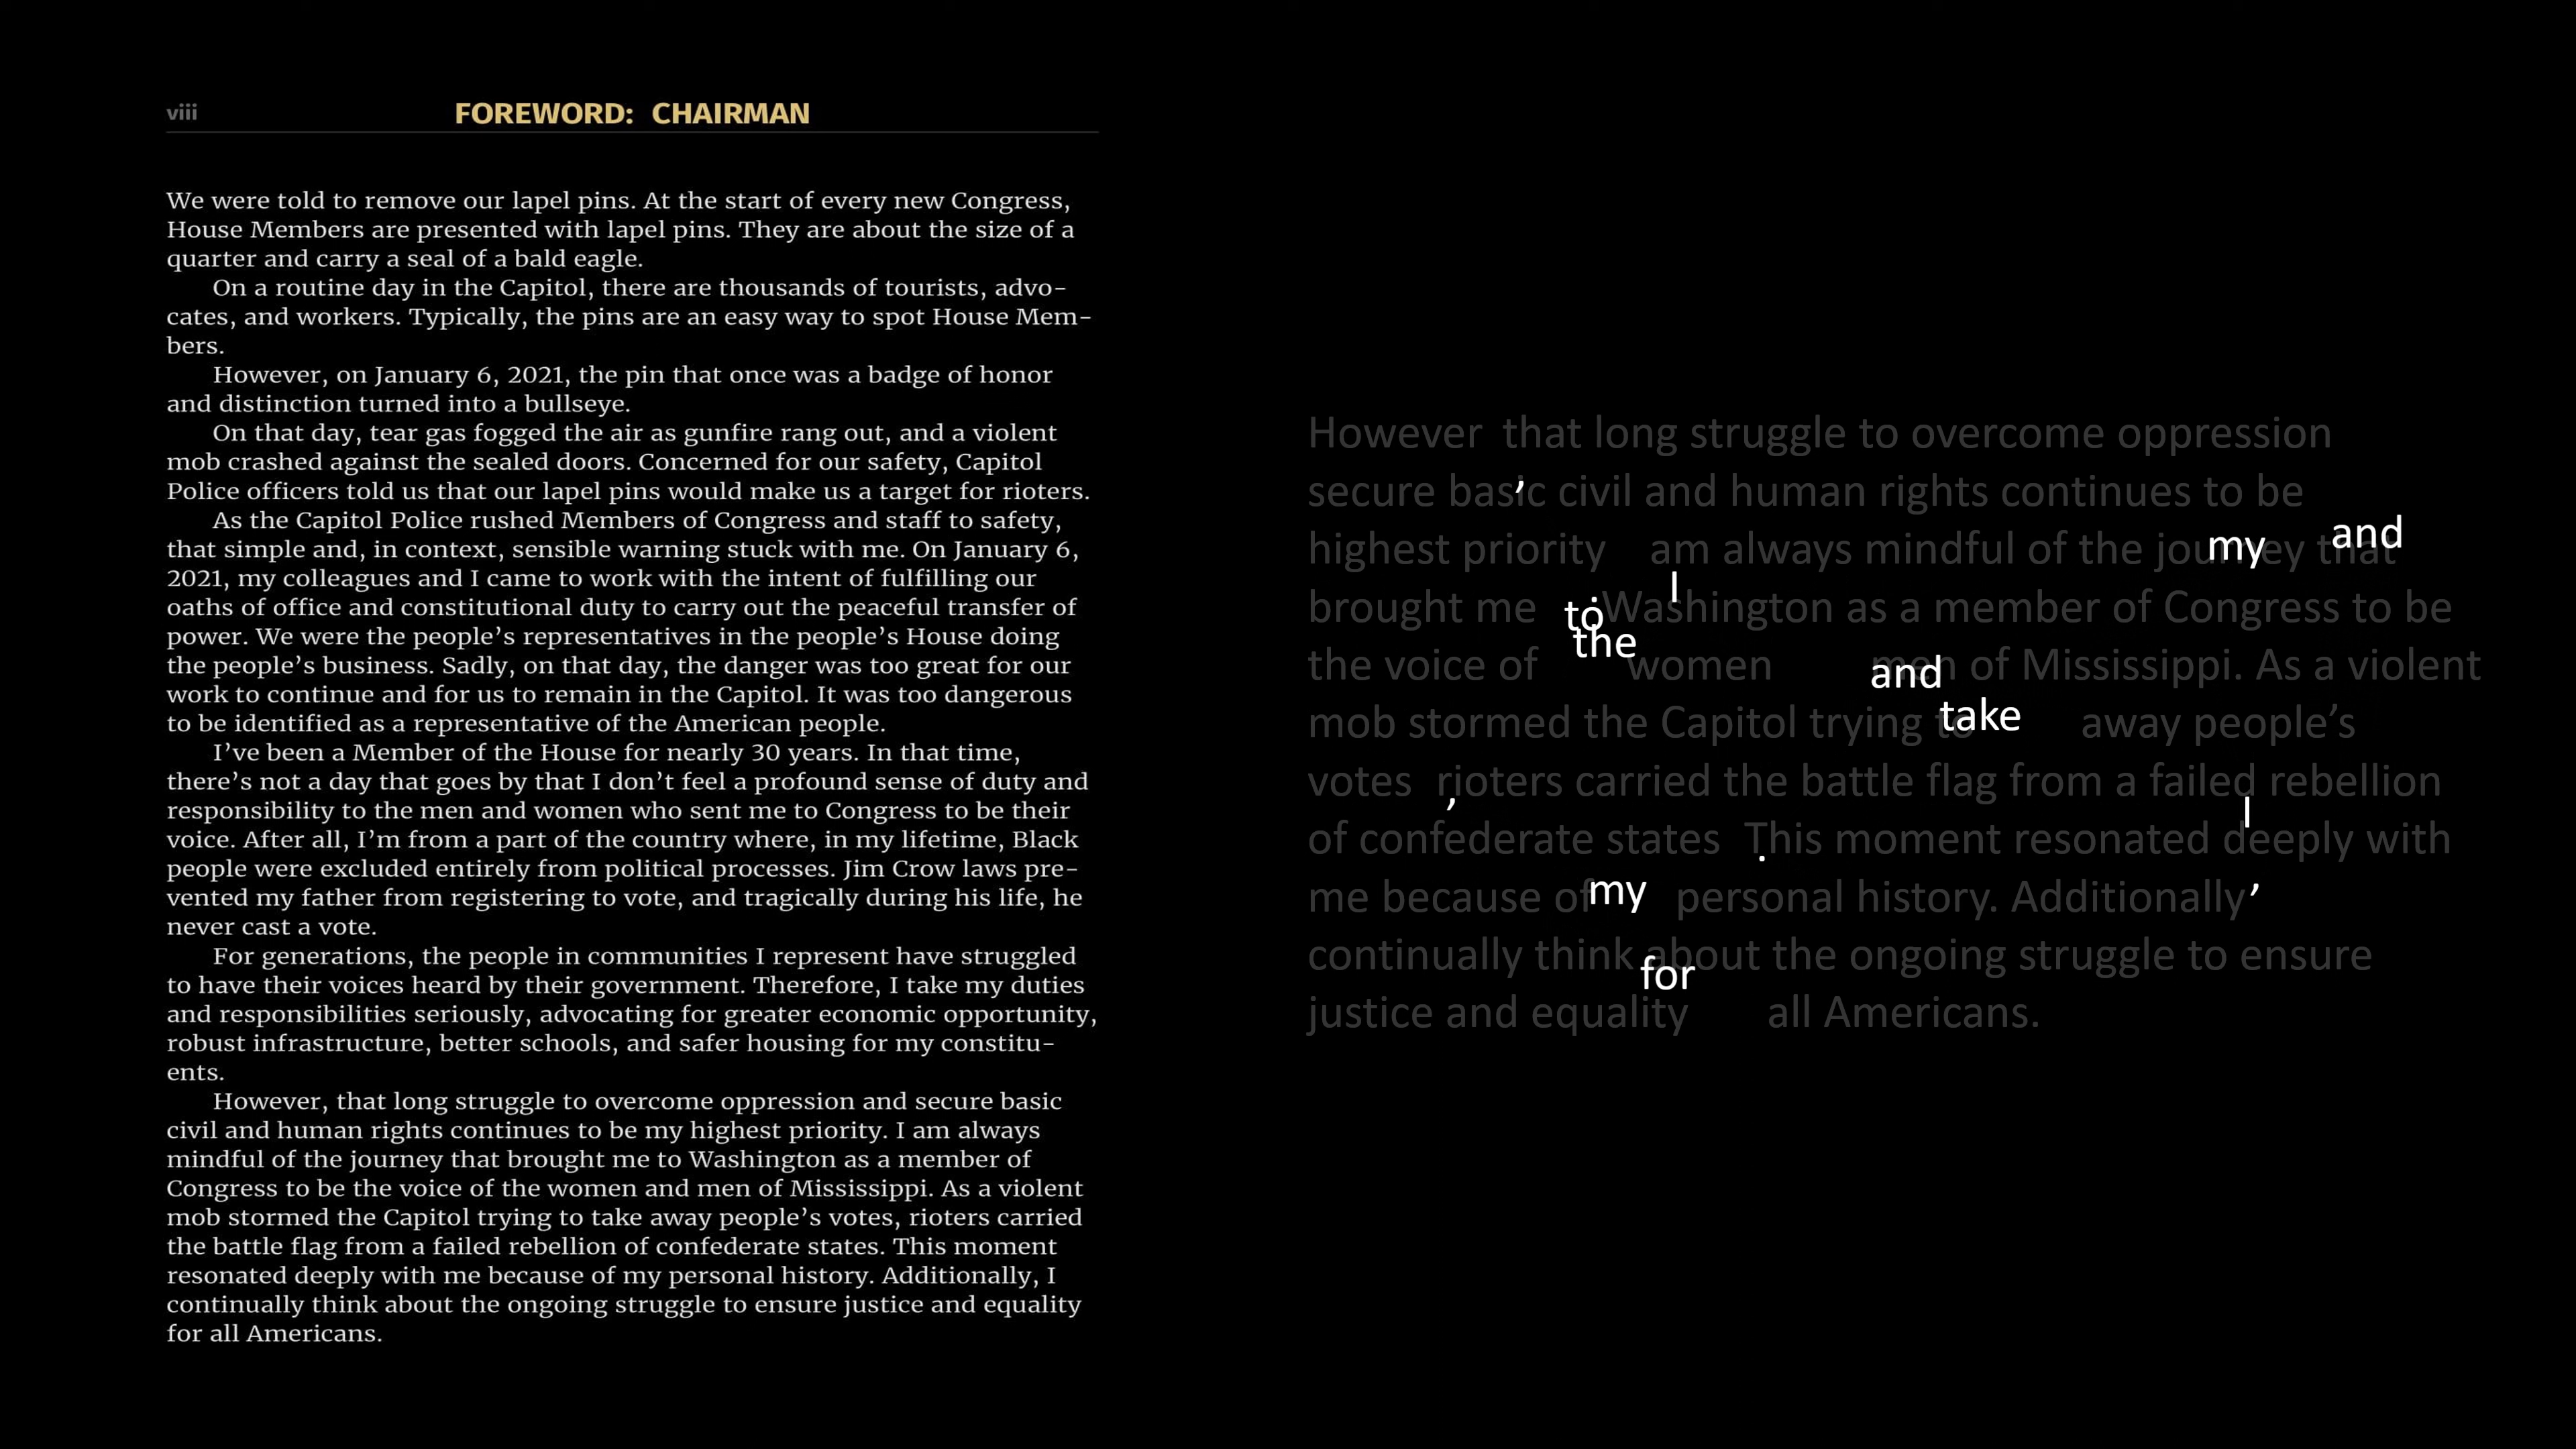 viii
FOREWORD: CHAIRMAN
We were told to remove our lapel pins. At the start of every new Congress,
House Members are presented with lapel pins. They are about the size of a
quarter and carry a seal of a bald eagle.
On a routine day in the Capitol, there are thousands of tourists, advo-
cates, and workers. Typically, the pins are an easy way to spot House Mem-
bers.
However, on January 6, 2021, the pin that once was a badge of honor
and distinction turned into a bullseye.
On that day, tear gas fogged the air as gunfire rang out, and a violent
mob crashed against the sealed doors. Concerned for our safety, Capitol
Police officers told us that our lapel pins would make us a target for rioters.
As the Capitol Police rushed Members of Congress and staff to safety,
that simple and, in context, sensible warning stuck with me. On January 6,
2021, my colleagues and I came to work with the intent of fulfilling our
oaths of office and constitutional duty to carry out the peaceful transfer of
power. We were the people’s representatives in the people’s House doing
the people’s business. Sadly, on that day, the danger was too great for our
work to continue and for us to remain in the Capitol. It was too dangerous
to be identified as a representative of the American people.
I’ve been a Member of the House for nearly 30 years. In that time,
there’s not a day that goes by that I don’t feel a profound sense of duty and
responsibility to the men and women who sent me to Congress to be their
voice. After all, I’m from a part of the country where, in my lifetime, Black
people were excluded entirely from political processes. Jim Crow laws pre-
vented my father from registering to vote, and tragically during his life, he
never cast a vote.
For generations, the people in communities I represent have struggled
to have their voices heard by their government. Therefore, I take my duties
and responsibilities seriously, advocating for greater economic opportunity,
robust infrastructure, better schools, and safer housing for my constitu-
ents.
However, that long struggle to overcome oppression and secure basic
civil and human rights continues to be my highest priority. I am always
mindful of the journey that brought me to Washington as a member of
Congress to be the voice of the women and men of Mississippi. As a violent
mob stormed the Capitol trying to take away people’s votes, rioters carried
the battle flag from a failed rebellion of confederate states. This moment
resonated deeply with me because of my personal history. Additionally, I
continually think about the ongoing struggle to ensure justice and equality
for all Americans.
However that long struggle to overcome oppression
secure basic civil and human rights continues to be
,
my and
highest priority am always mindful of the journey that
I
brought me to. Washington as a member of Congress to be
the
the voice of women and men of Mississippi. As a violent
mob stormed the Capitol trying to take away people’s
votes rioters carried the battle flag from a failed rebellion
, I
of confederate states This moment resonated deeply with
.
me because of my personal history. Additionally,
continually think about the ongoing struggle to ensure
for
justice and equality all Americans.